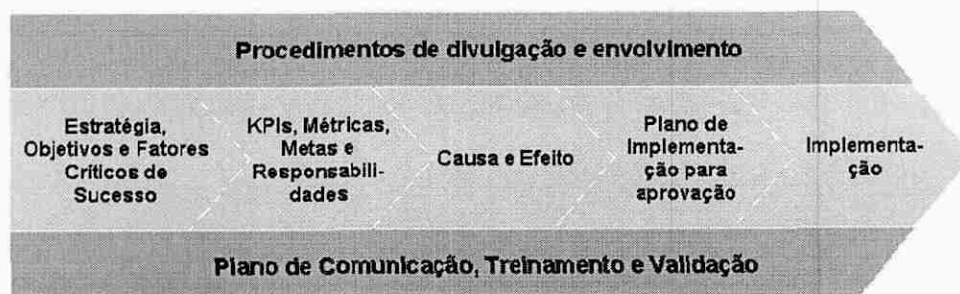 Procedimentos de divulgação e envolvimento
Estratégia,
Objetivos e Fatores
Críticos de
Sucesso
KPIs, Métricas,
Metas e
Responsabili-
dades
Causa e Efeito
Plano de
Implementa-
ção para
aprovação
Implementa-
ção
Plano de Comunicação, Treinamento e Validação